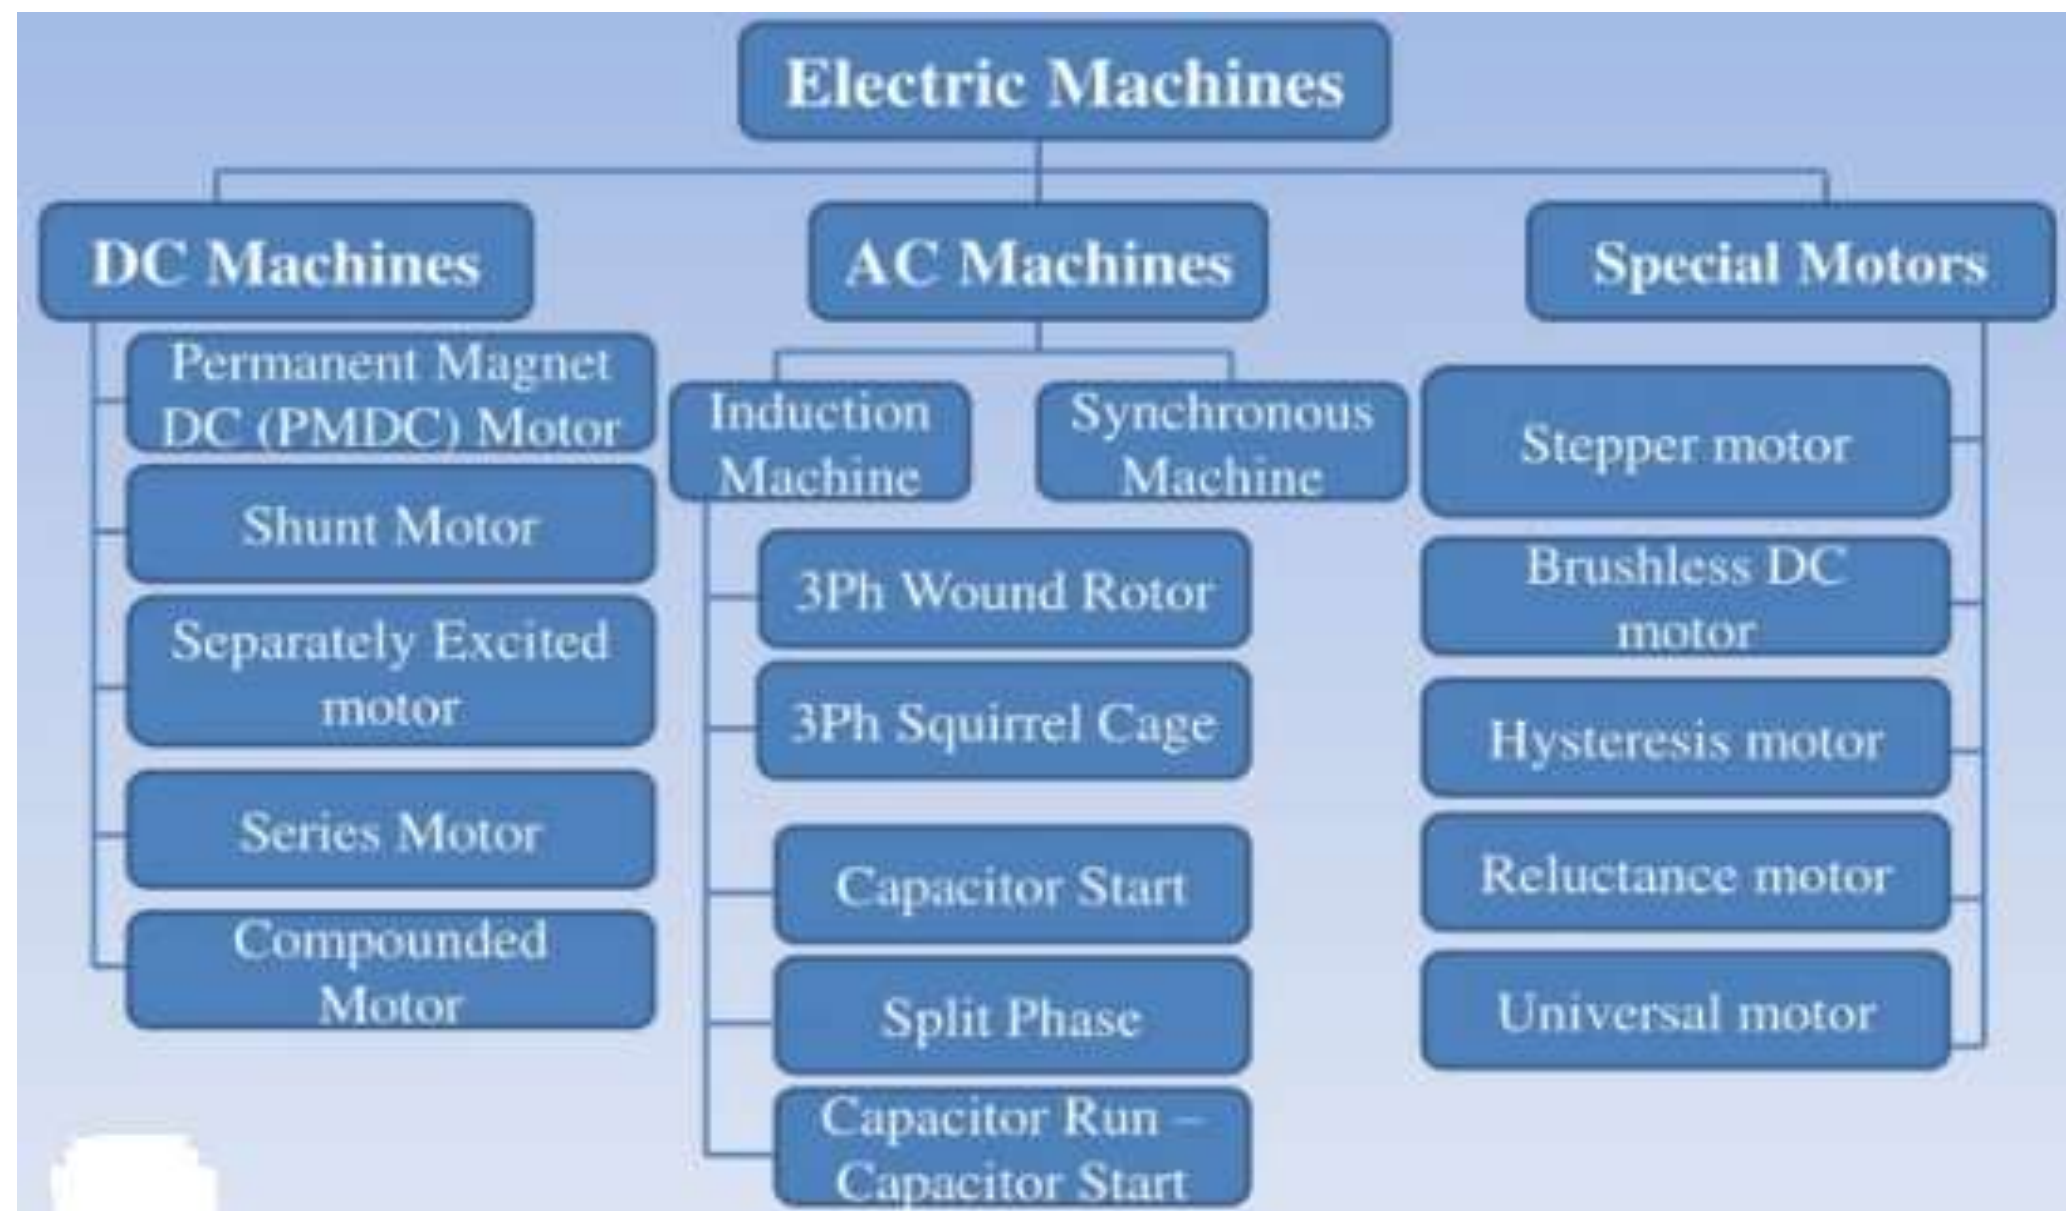 Electric Machines
DC Machines
AC Machines
Special Motors
Permanent Magnet
DC (PMDC) Motor
Shunt Motor
Separately Excited
motor
Series Motor
Compounded
Motor
Induction
Machine
Synchronous
Machine
3Ph Wound Rotor
3Ph Squirrel Cage
Capacitor Start
Split Phase
Capacitor Run –
Capacitor Start
Stepper motor
Brushless DC
motor
Hysteresis motor
Reluctance motor
Universal motor